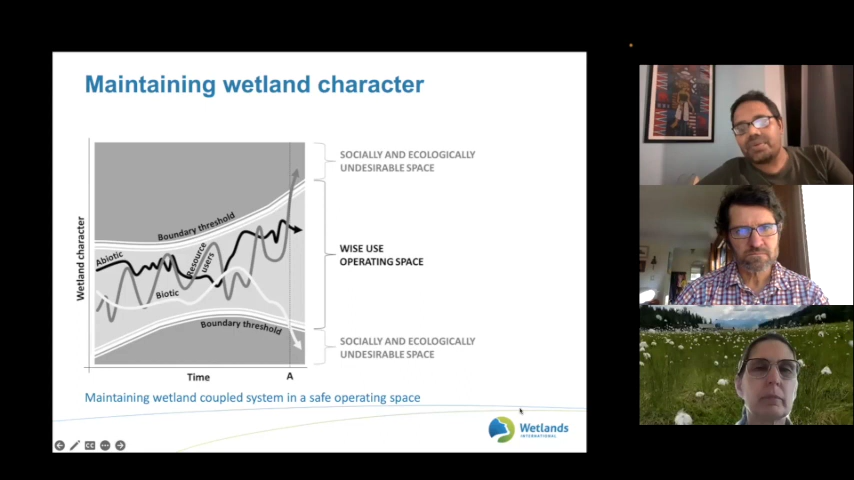 Maintaining wetland character
SOCIALLY AND ECOLOGICALLY
UNDESIRABLE SPACE
Boundary threshold
Abiotic
Resource
users
WISE USE
OPERATING SPACE
Wetland character
Biotic
Boundary threshold
SOCIALLY AND ECOLOGICALLY
UNDESIRABLE SPACE
Time
A
Maintaining wetland coupled system in a safe operating space
Wetlands
INTERNATIONAL
CC